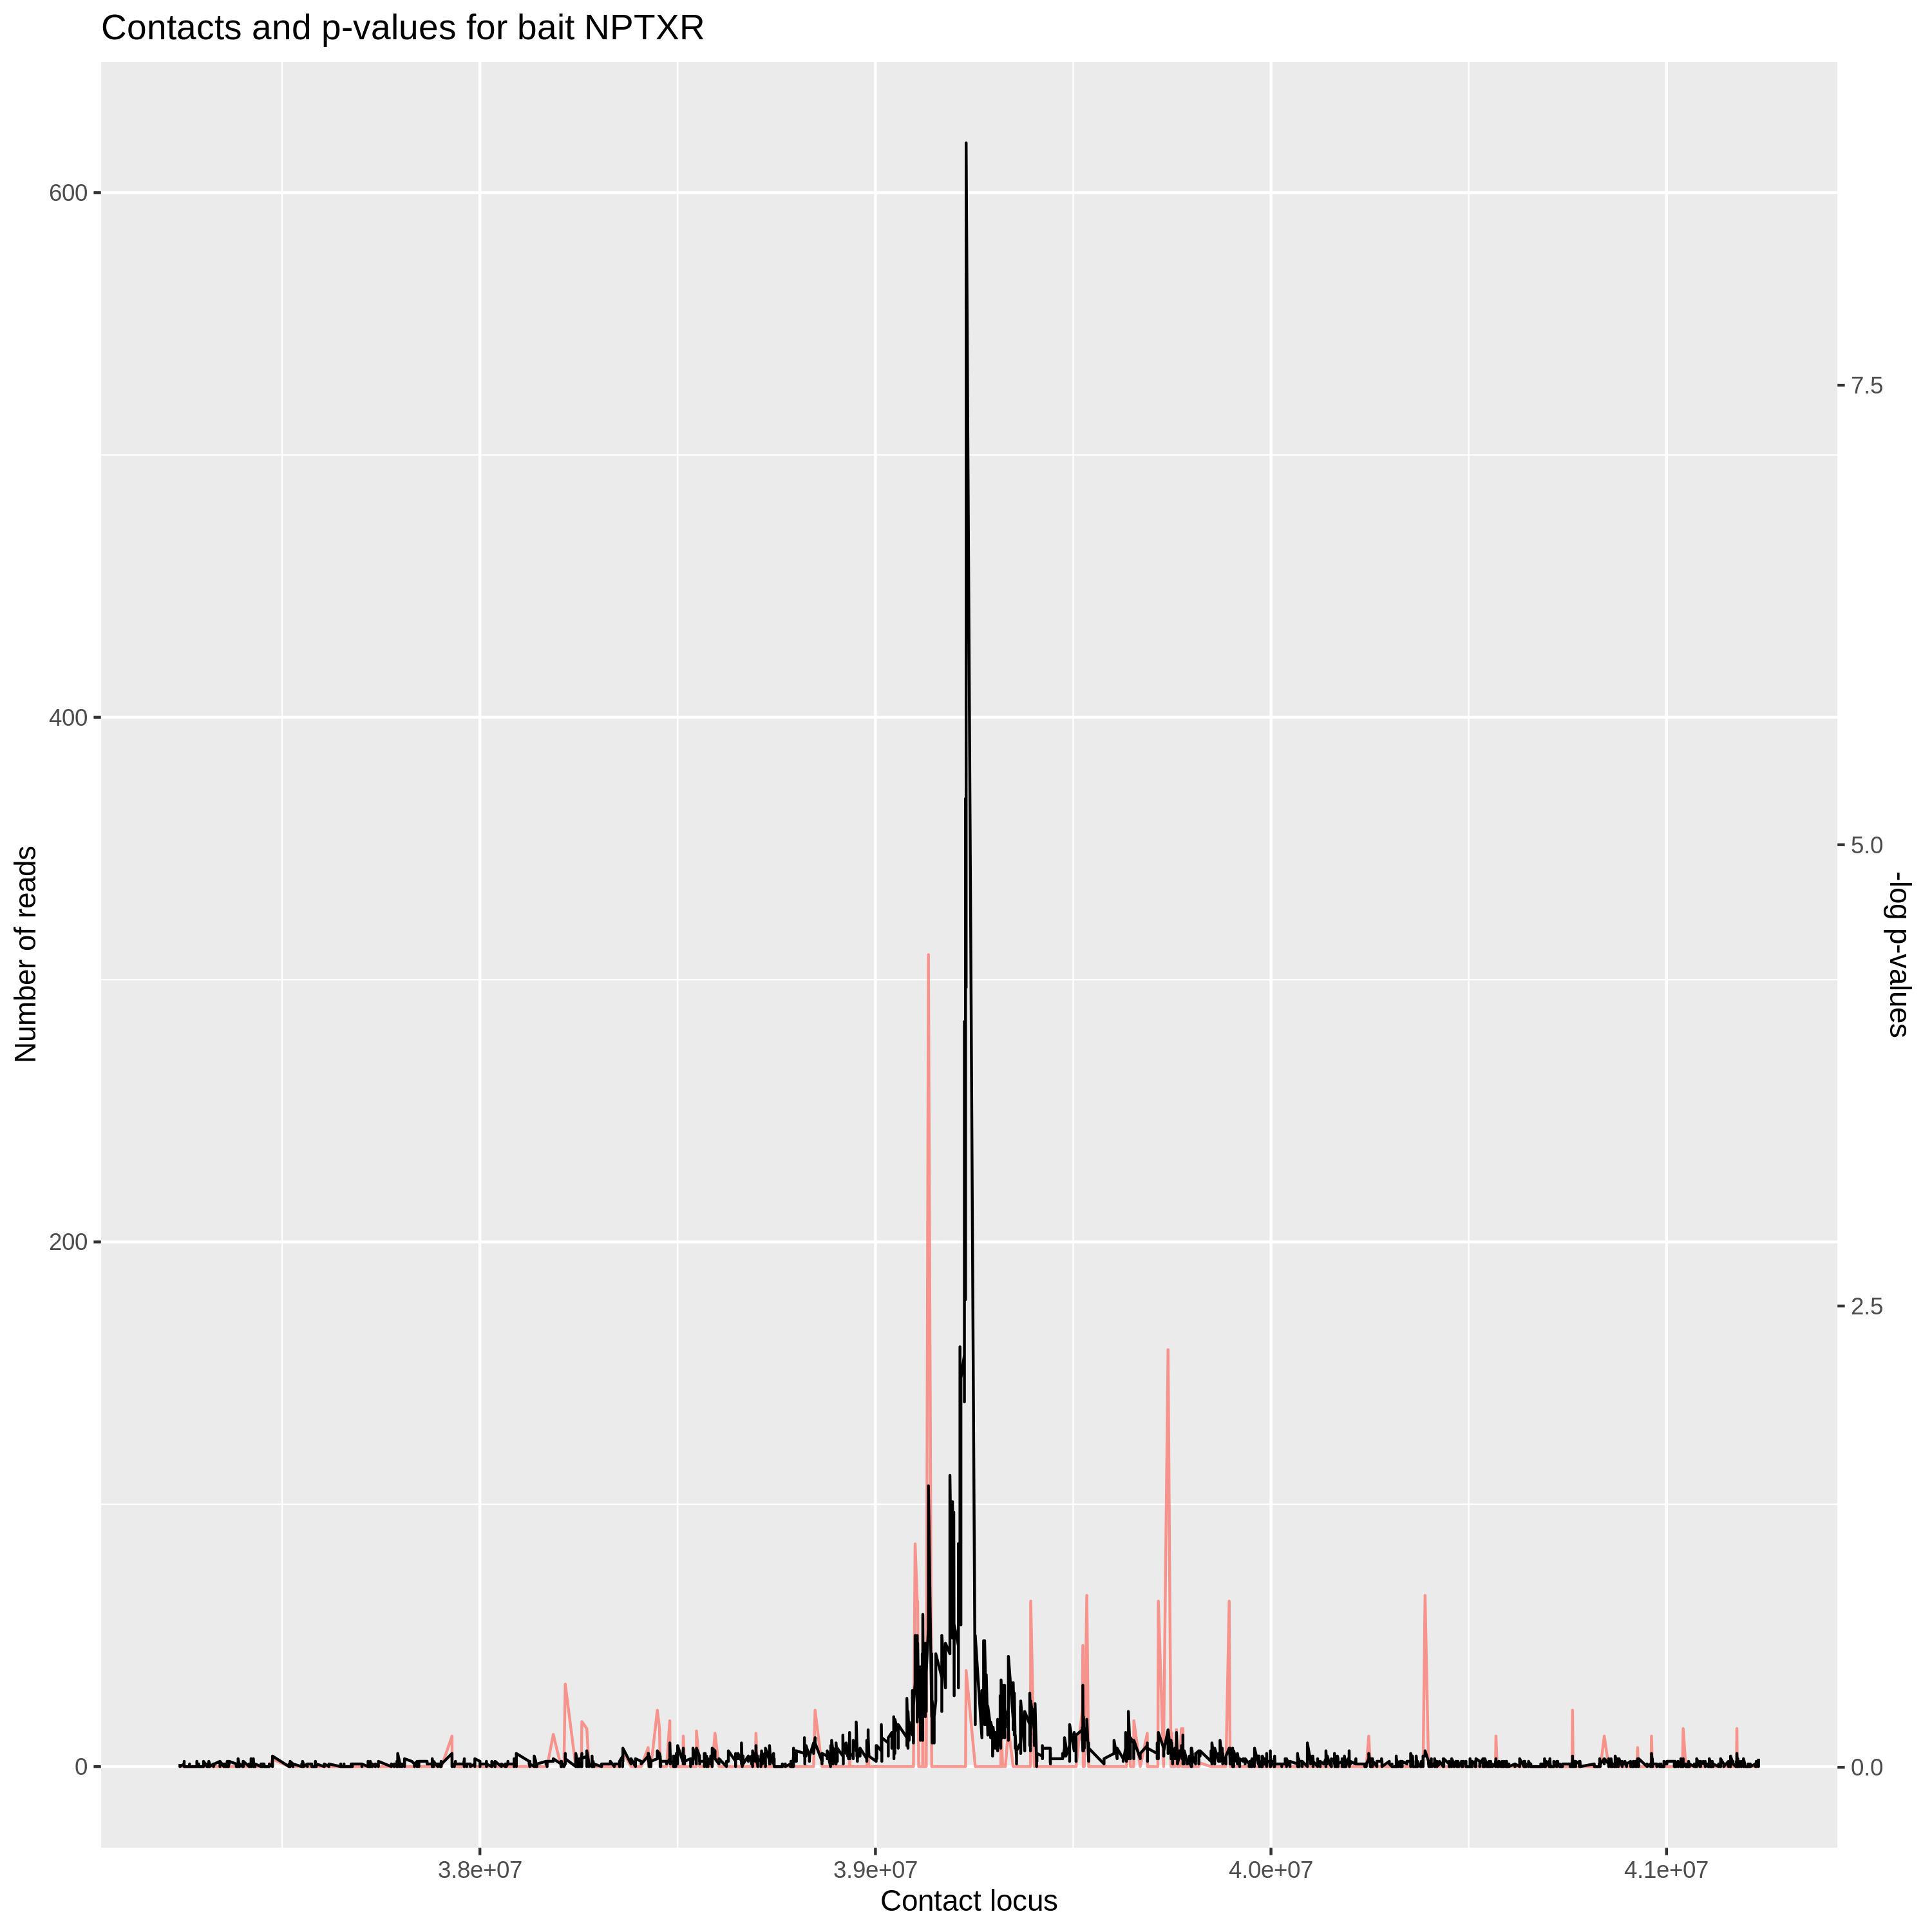 Contacts and p-values for bait NPTXR
600
400
200
0
Number of reads
7.5
5.0
2.5
0.0
-log p-values
3.8e+07
3.9e+07
4.0e+07
4.1e+07
Contact locus